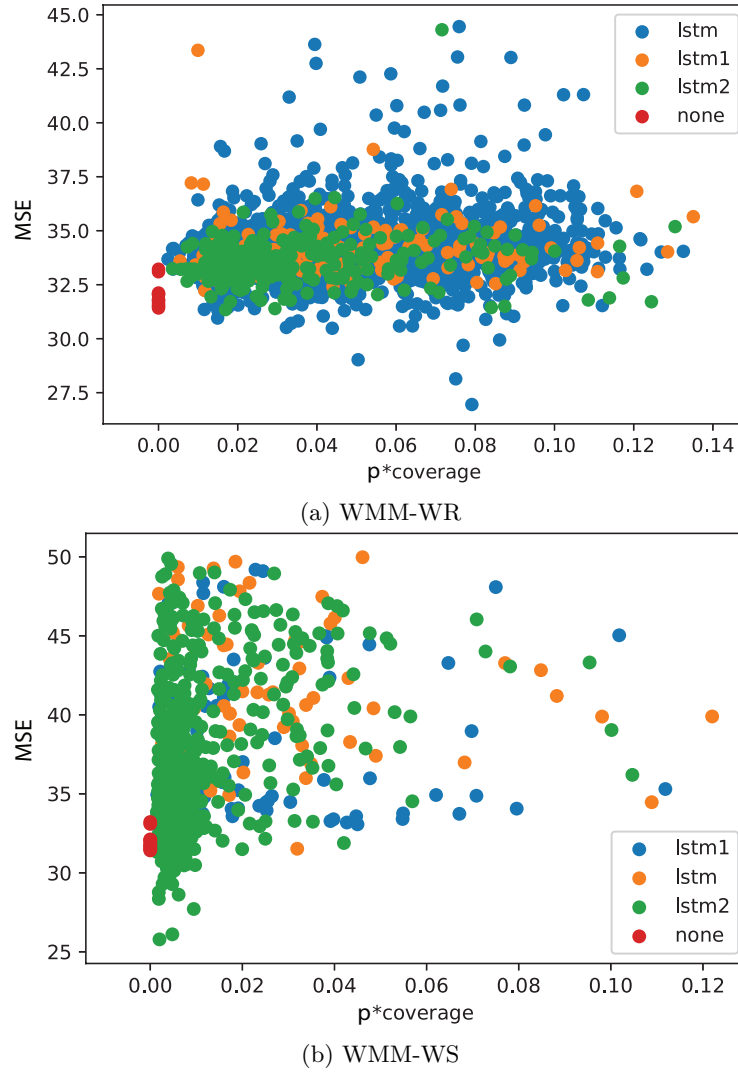 45.0
42.5
40.0
37.5
35.0
32.5
30.0
27.5
MSE
lstm
lstm1
lstm2
none
0.00 0.02 0.04 0.06 0.08 0.10 0.12 0.14
p*coverage
(a) WMM-WR
50
45
40
35
30
25
MSE
lstm1
lstm
lstm2
none
0.00 0.02 0.04 0.06 0.08 0.10 0.12
p*coverage
(b) WMM-WS